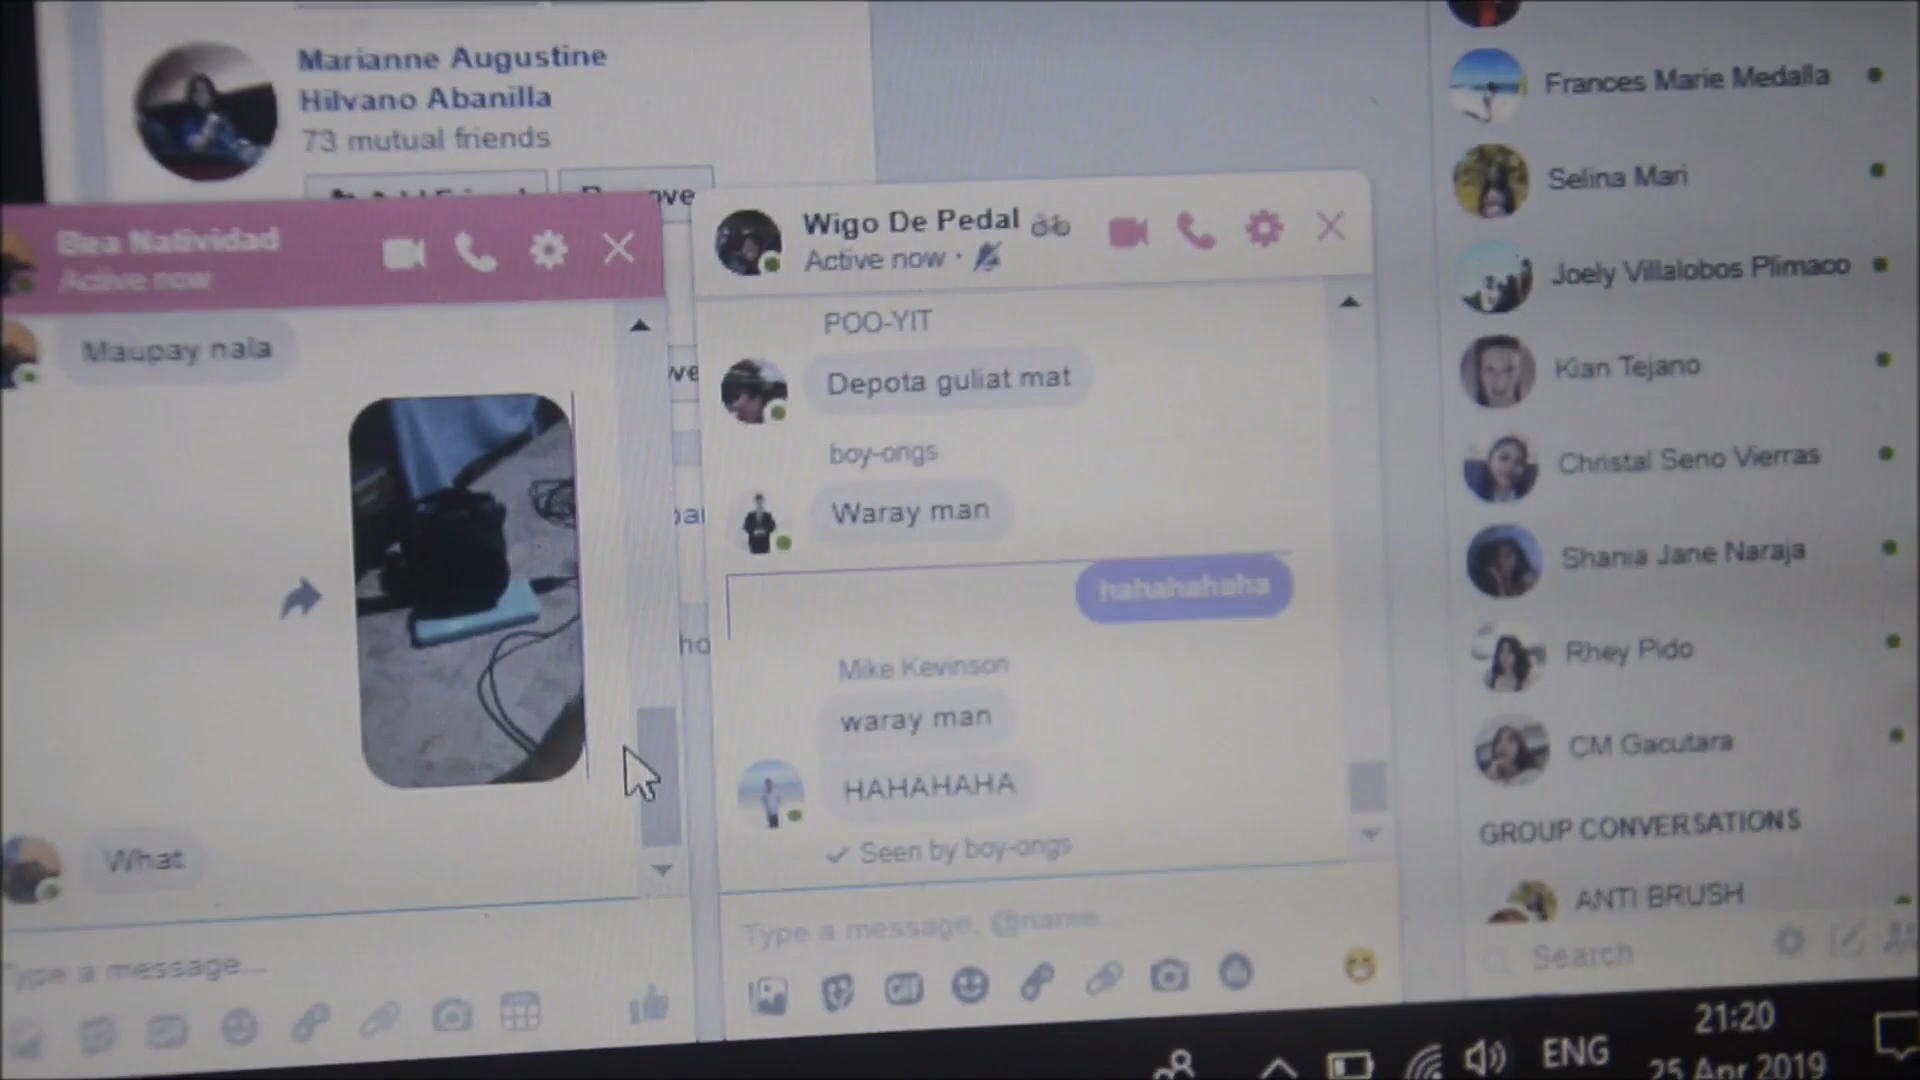 Marianne Augustine
Hilvano Abanilla
73 mutual friends
Bea Natividad
Active now
Maupay nala
What
Type a message...
Wigo De Pedal
Active now ·
POO-YIT
Depota guliat mat
boy-ongs
Waray man
hahahahaha
Mike Kevinson
waray man
HAHAHAHA
Seen by boy-ongs
Type a message, @name...
GIF
Frances Marie Medalla
Selina Mari
Joely Villalobos Plimaco
Kian Tejano
Christal Seno Vierras
Shania Jane Naraja
Rhey Pido
CM Gacutara
GROUP CONVERSATIONS
ANTI BRUSH
Search
ENG
21:20
25 Apr 2019